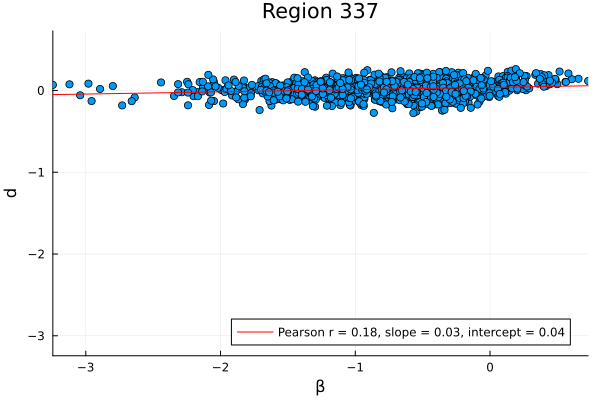 Region 337
d
0
−1
−2
−3
Pearson r = 0.18, slope = 0.03, intercept = 0.04
−3 −2 −1 0
β